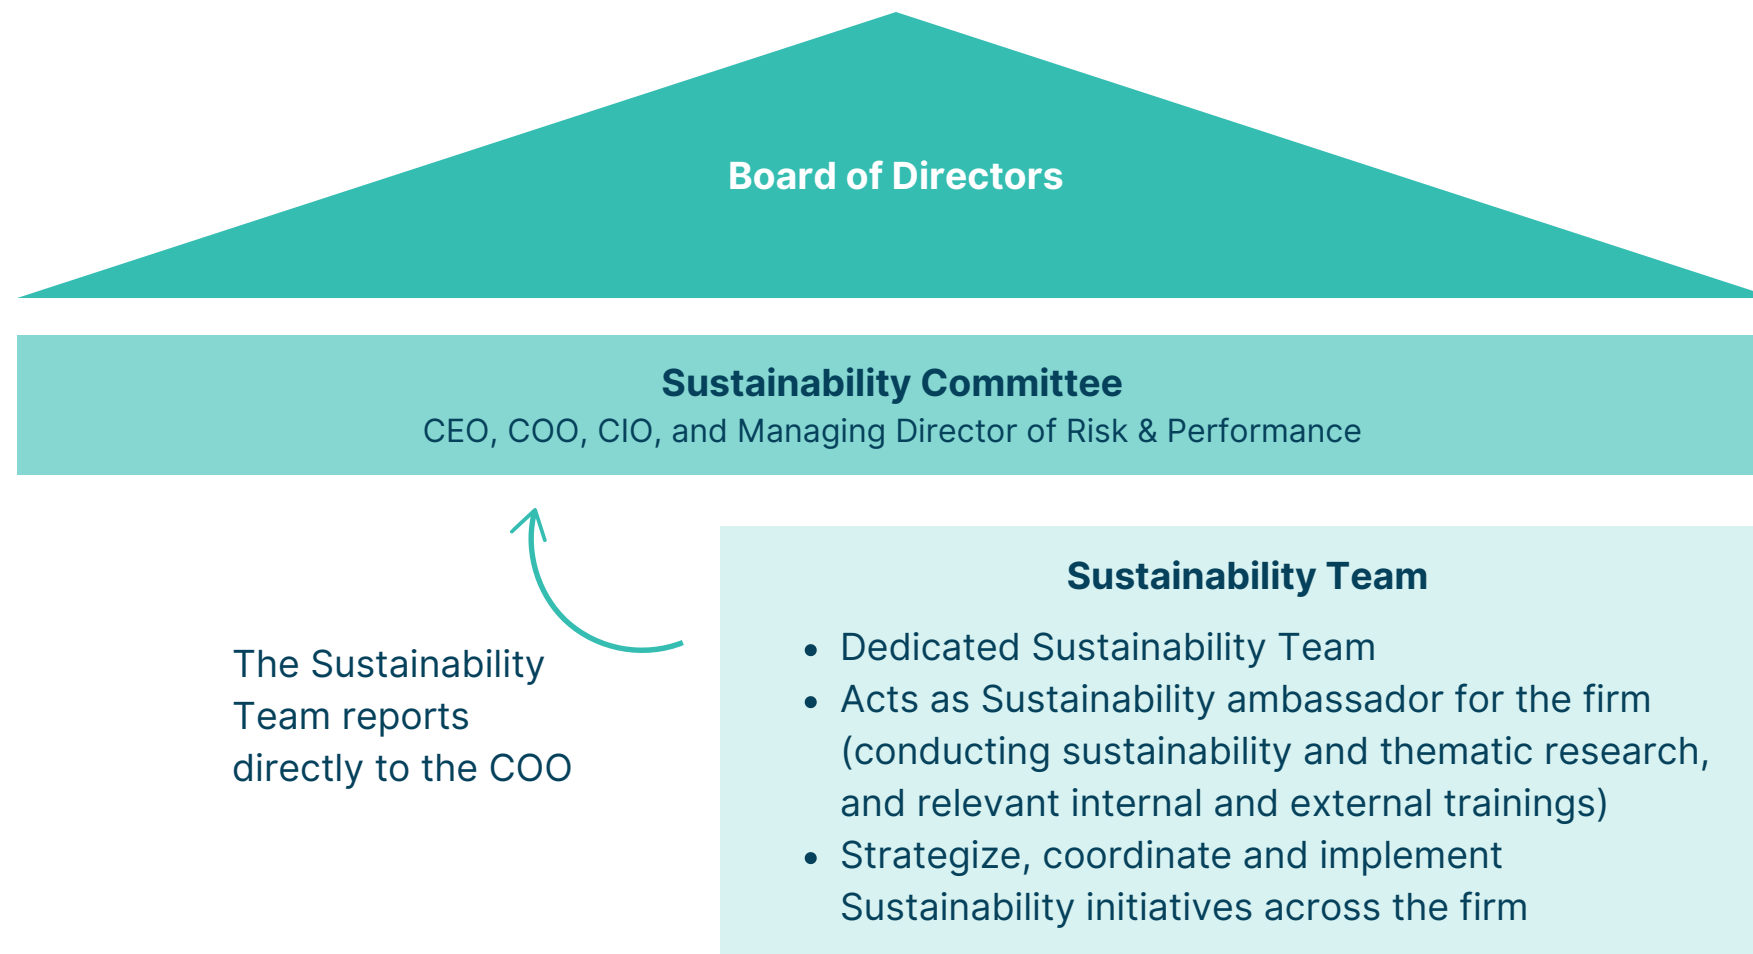 Board of Directors
Sustainability Committee
CEO, COO, CIO, and Managing Director of Risk & Performance
The Sustainability
Team reports
directly to the COO
Sustainability Team
• Dedicated Sustainability Team
• Acts as Sustainability ambassador for the firm
(conducting sustainability and thematic research,
and relevant internal and external trainings)
• Strategize, coordinate and implement
Sustainability initiatives across the firm